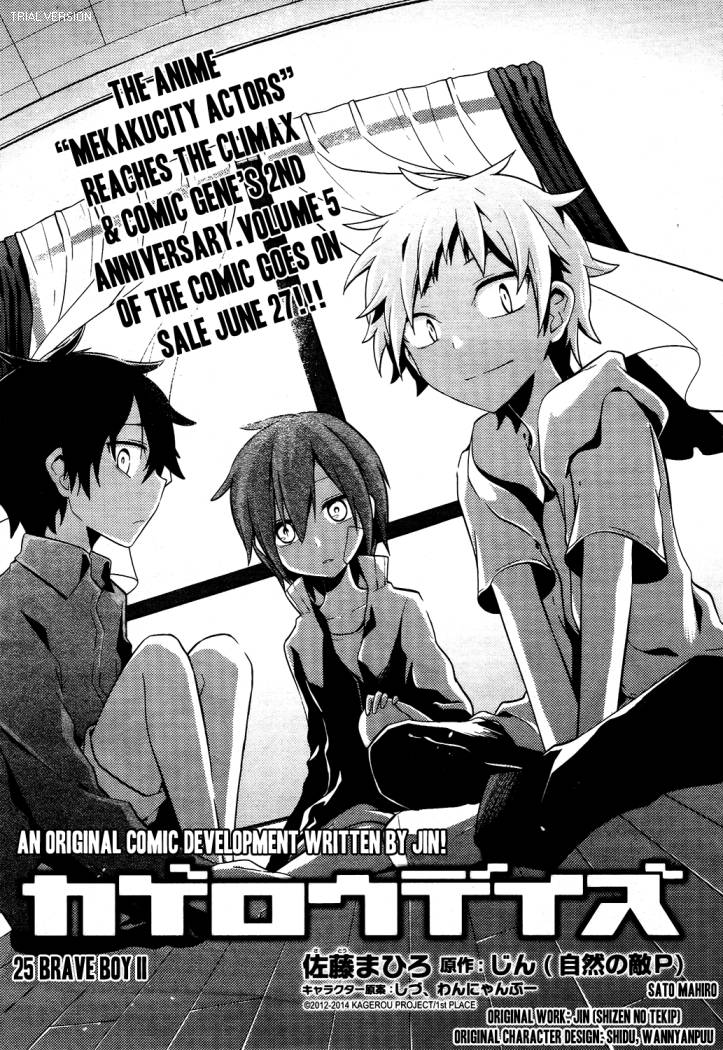 TRIAL VERSION
THE ANIME
"MEKAKUCITY ACTORS"
REACHES THE CLIMAX
& COMIC GENE'S 2ND
ANNIVERSARY.VOLUME 5
OF THE COMIC GOES ON
SALE JUNE 27!!!
AN ORIGINAL COMIC DEVELOPMENT WRITTEN BY JIN!
カゲロウデイズ
25 BRAVE BOY II
佐藤まひろ 原作:じん(自然の敵P)
キャラクター原案:しづ、わんにゃんぷー
©2012-2014 KAGEROU PROJECT/1st PLACE
SATO MAHIRO
ORIGINAL WORK: JIN (SHIZEN NO TEKIP)
ORIGINAL CHARACTER DESIGN: SHIDU, WANNYANPUU